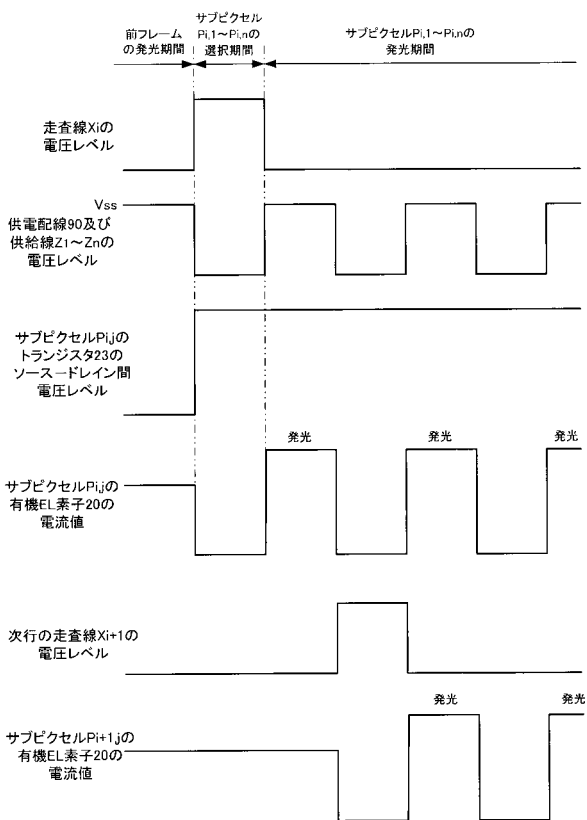 前フレーム
の発光期間
サブピクセル
Pi,1～Pi,nの
選択期間
サブピクセルPi,1～Pi,nの
発光期間
走査線Xiの
電圧レベル
VSS
供電配線90及び
供給線Z1～Znの
電圧レベル
サブピクセルPi,jの
トランジスタ23の
ソース－ドレイン間
電圧レベル
発光
発光
発光
サブピクセルPi,jの
有機EL素子20の
電流値
次行の走査線Xi+1の
電圧レベル
発光
発光
サブピクセルPi+1,jの
有機EL素子20の
電流値